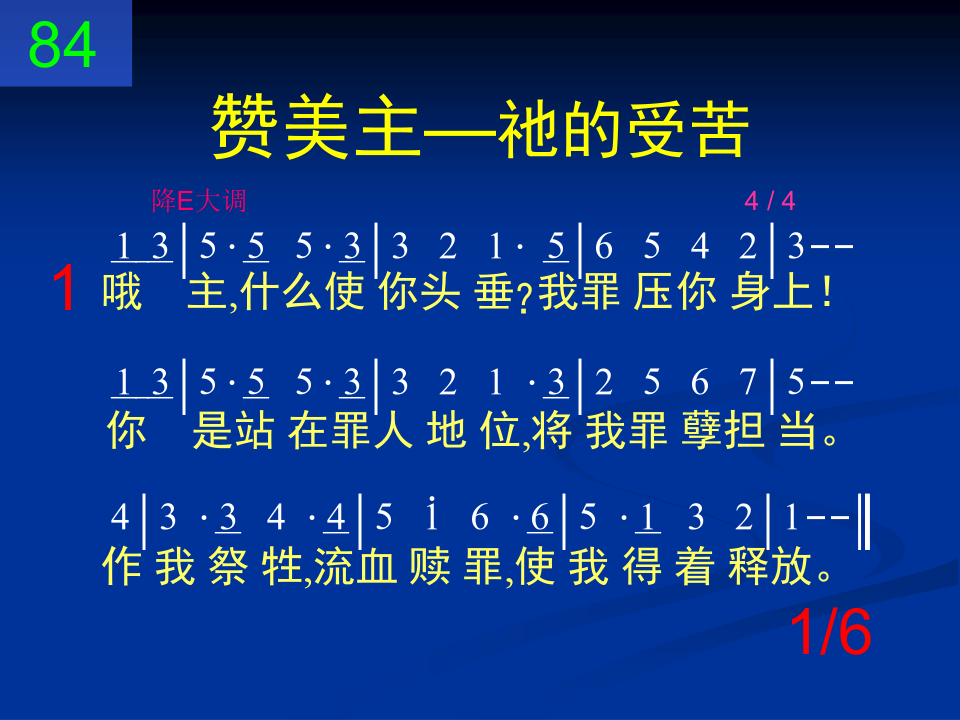 84
赞美主—祂的受苦
降E大调 4 / 4
1 3|5 · 5 5 · 3|3 2 1 · 5|6 5 4 2|3－－
1
哦 主,什么使 你头 垂?我罪 压你 身上！
1 3|5 · 5 5 · 3|3 2 1 · 3|2 5 6 7|5－－
你 是站 在罪人 地 位,将 我罪 孽担 当。
4|3 · 3 4 · 4|5 i 6 · 6|5 · 1 3 2|1－－‖
作 我 祭 牲,流血 赎 罪,使 我 得 着 释放。
1/6